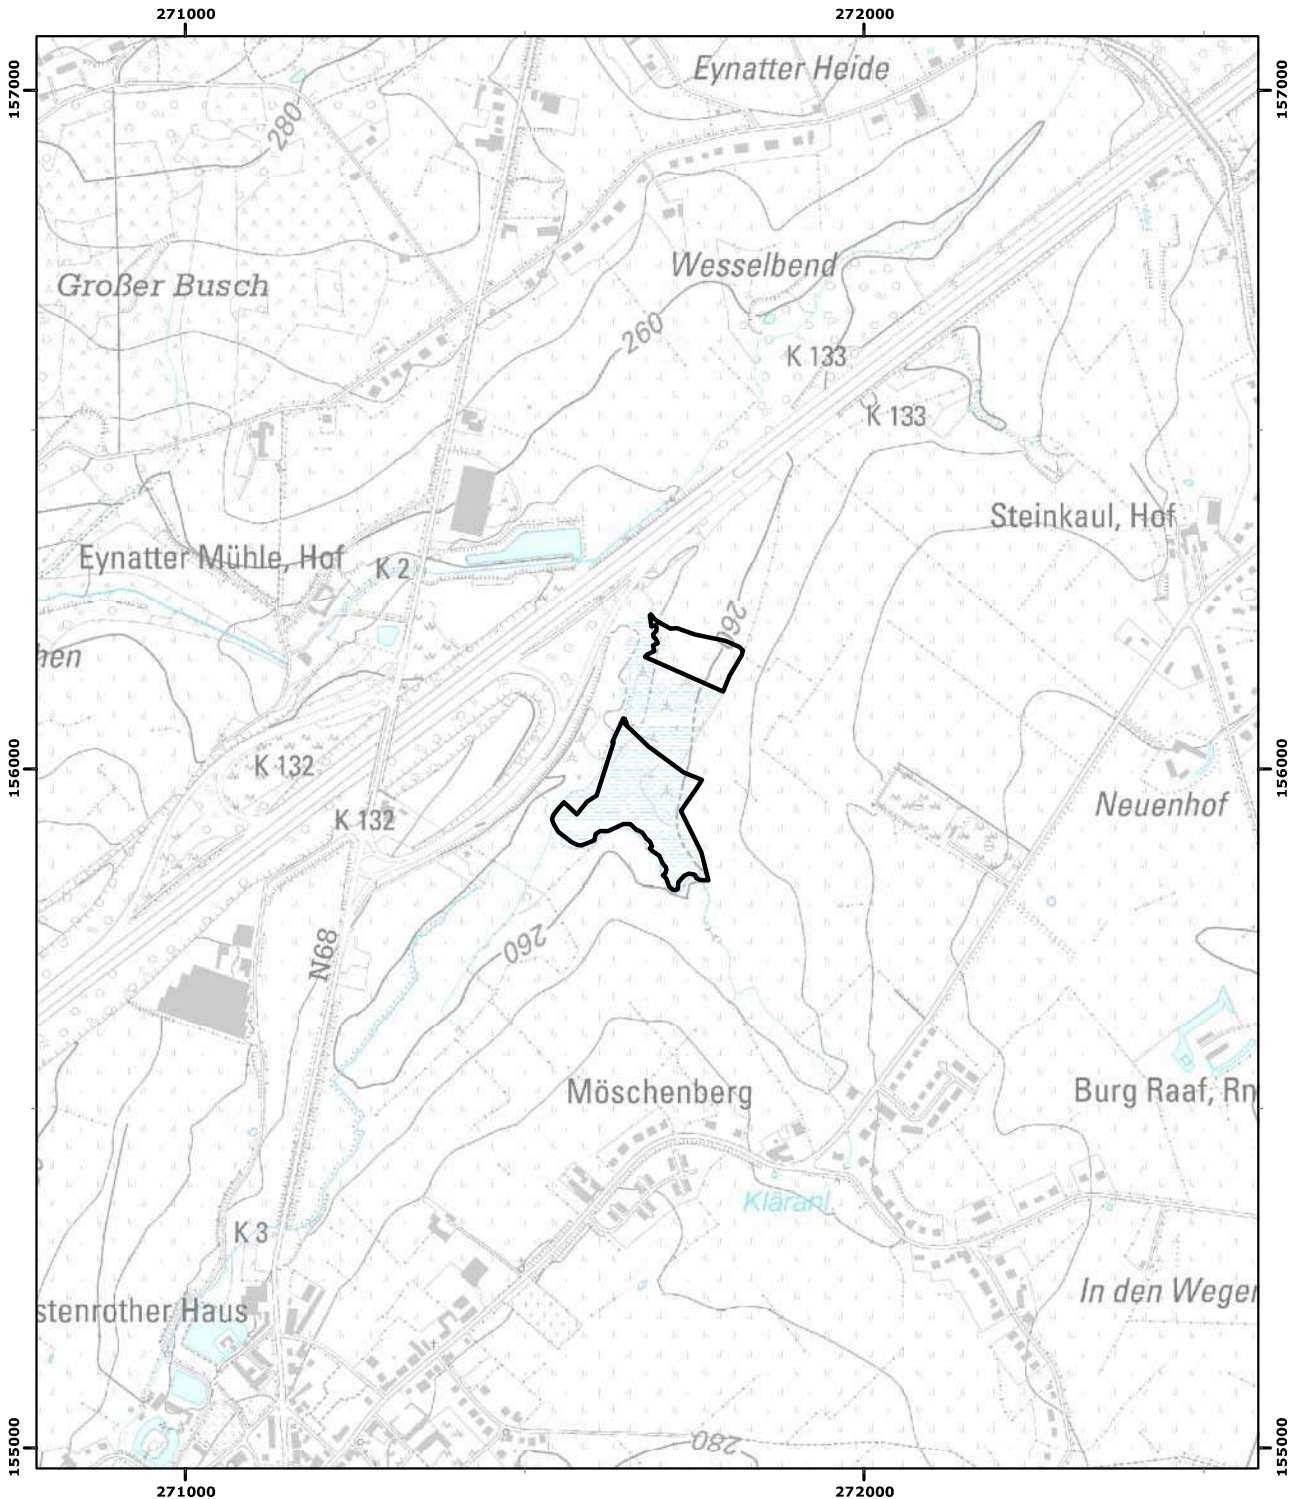 271000
272000
Eynatter Heide
157000
157000
280
Wesselbend
Großer Busch
260
K 133
K 133
Steinkaul, Hof
Eynatter Mühle, Hof
K 2
260
hen
156000
156000
K 132
K 132
Neuenhof
N68
260
Möschenberg
Burg Raaf, Rn
Kläranl
K 3
In den Weger
stenrother Haus
155000
155000
280
271000
272000